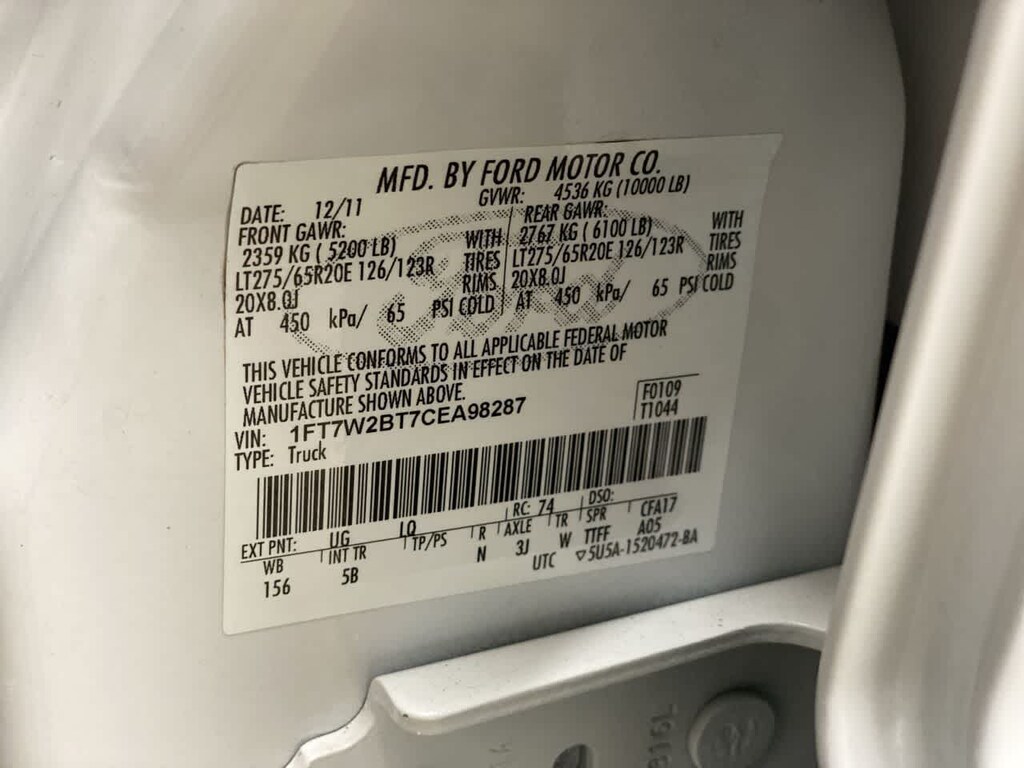 MFD. BY FORD MOTOR CO.
DATE: 12/11 GVWR: 4536 KG (10000 LB)
FRONT GAWR: REAR GAWR:
2359 KG ( 5200 LB) WITH 2767 KG ( 6100 LB) WITH
LT275/65R20E 126/123R TIRES LT275/65R20E 126/123R TIRES
20X8.0J RIMS 20X8.0J RIMS
AT 450 kPa/ 65 PSI COLD AT 450 kPa/ 65 PSI COLD
Ford
THIS VEHICLE CONFORMS TO ALL APPLICABLE FEDERAL MOTOR
VEHICLE SAFETY STANDARDS IN EFFECT ON THE DATE OF
MANUFACTURE SHOWN ABOVE.
VIN: 1FT7W2BT7CEA98287 F0109
TYPE: Truck T1044
EXT PNT: UG LQ RC: 74 DSO:
WB INT TR TP/PS R AXLE TR SPR CFA17
156 5B N 3J W TTFF A05
UTC ▽5U5A-1520472-BA